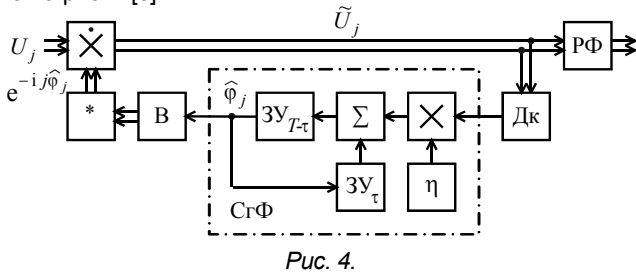 U_j
Ũ_j
РФ
e^{-i jφ̂_j}
*
В
φ̂_j
ЗУ_{T-τ}
Σ
×
Дк
СгФ
ЗУ_τ
η
Рис. 4.